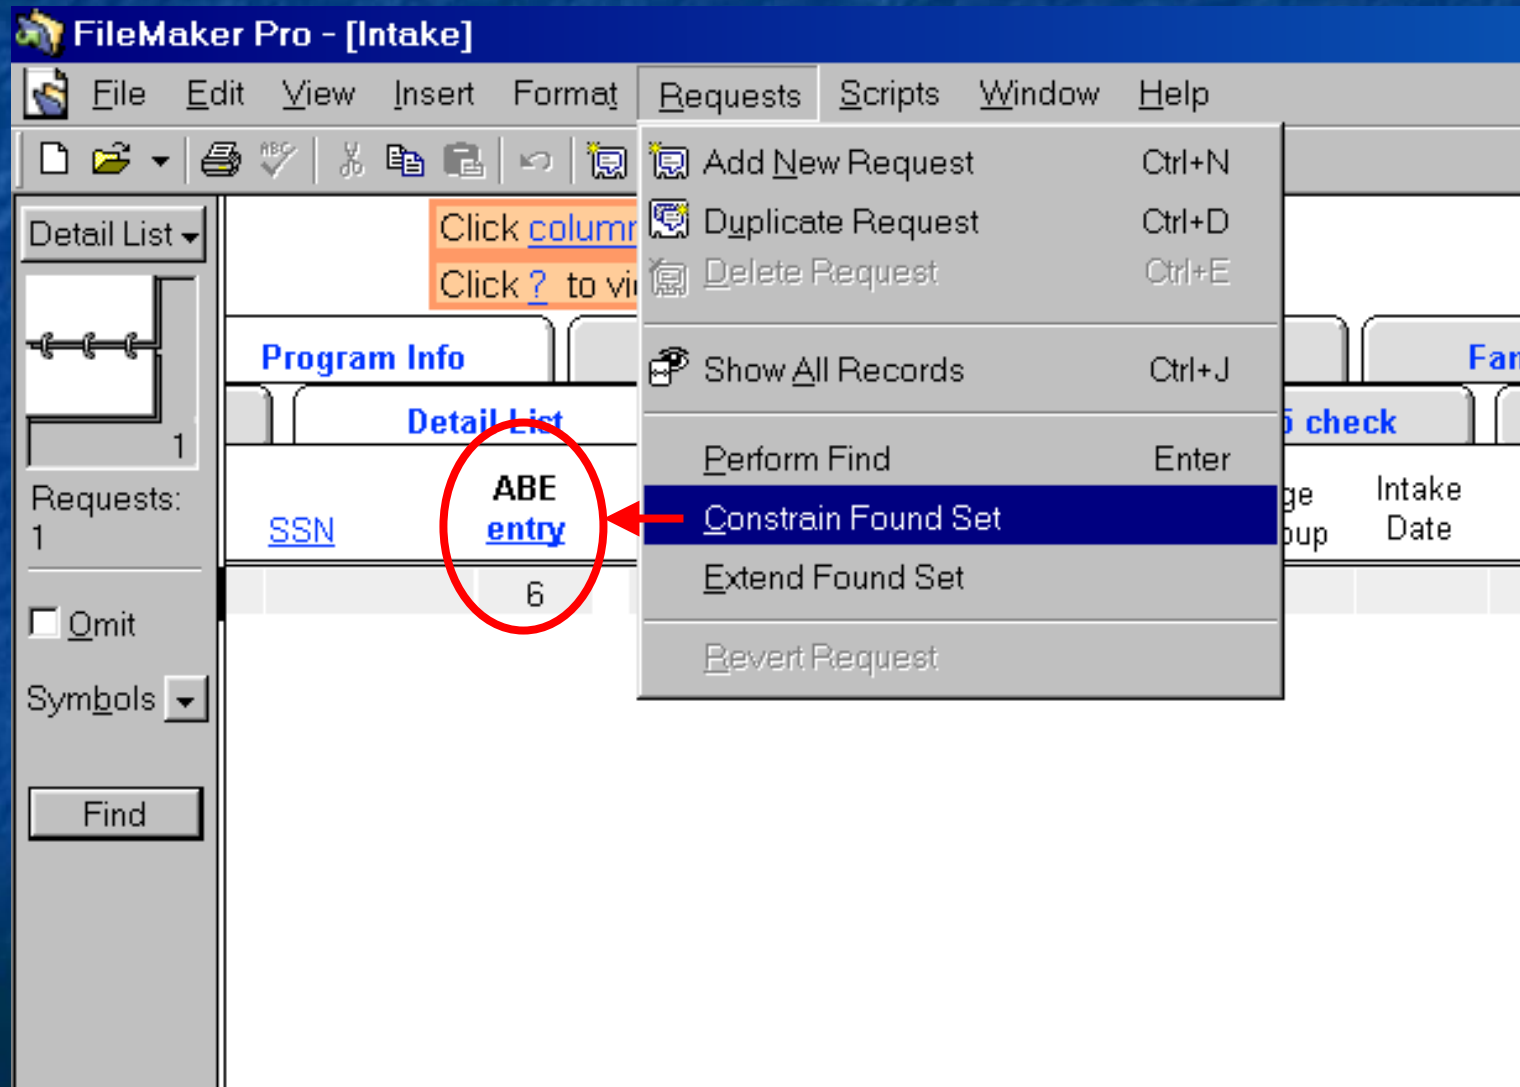 FileMaker Pro - [Intake]
File Edit View Insert Format Requests Scripts Window Help
ABC
Detail List
Click
Click ? to
Add New Request Ctrl+N
Duplicate Request Ctrl+D
Delete Request Ctrl+E
Show All Records Ctrl+J
Perform Find Enter
Constrain Found Set
Extend Found Set
Revert Request
Program Info
Detail List
check
1
Requests:
1
SSN
ABE
entry
Intake
Date
6
Omit
Symbols
Find